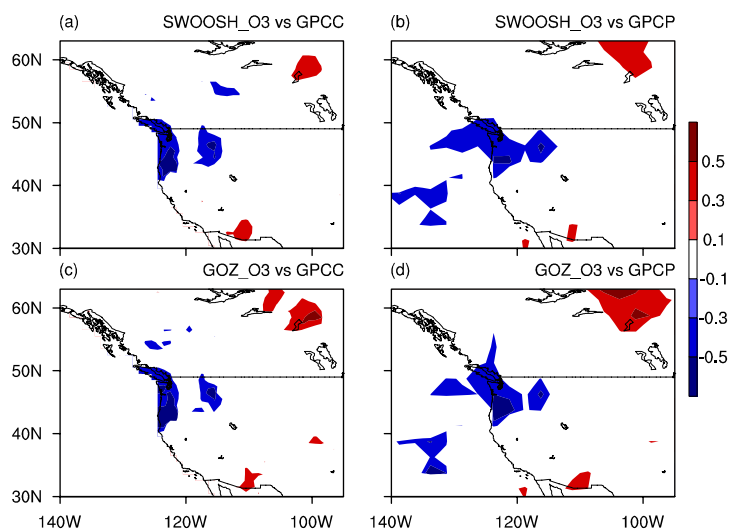 (a) SWOOSH_O3 vs GPCC
(b) SWOOSH_O3 vs GPCP
60N
50N
40N
30N
(c) GOZ_O3 vs GPCC
(d) GOZ_O3 vs GPCP
60N
50N
40N
30N
140W 120W 100W
140W 120W 100W
0.5
0.3
0.1
-0.1
-0.3
-0.5